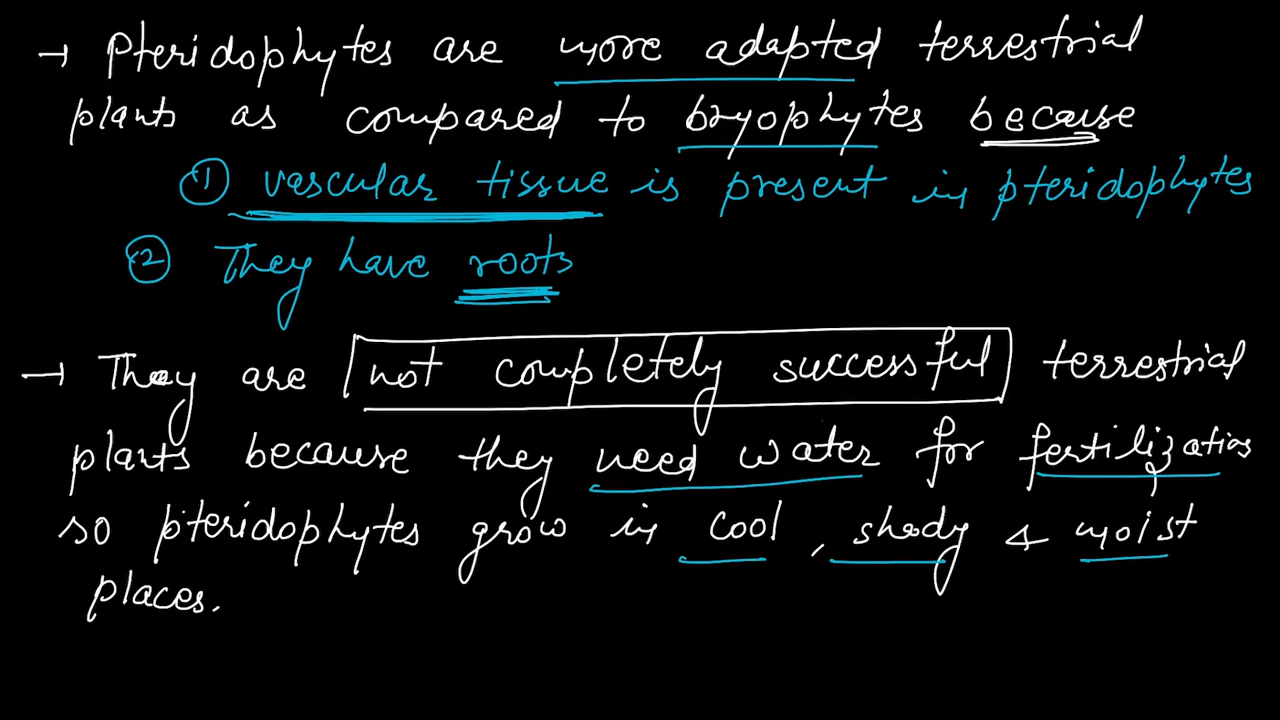 → Pteridophytes are more adapted terrestrial
plants as compared to bryophytes because
① vascular tissue is present in pteridophytes
② They have roots
→ They are not completely successful terrestrial
plants because they need water for fertilization
so pteridophytes grow in cool, shady & moist
places.